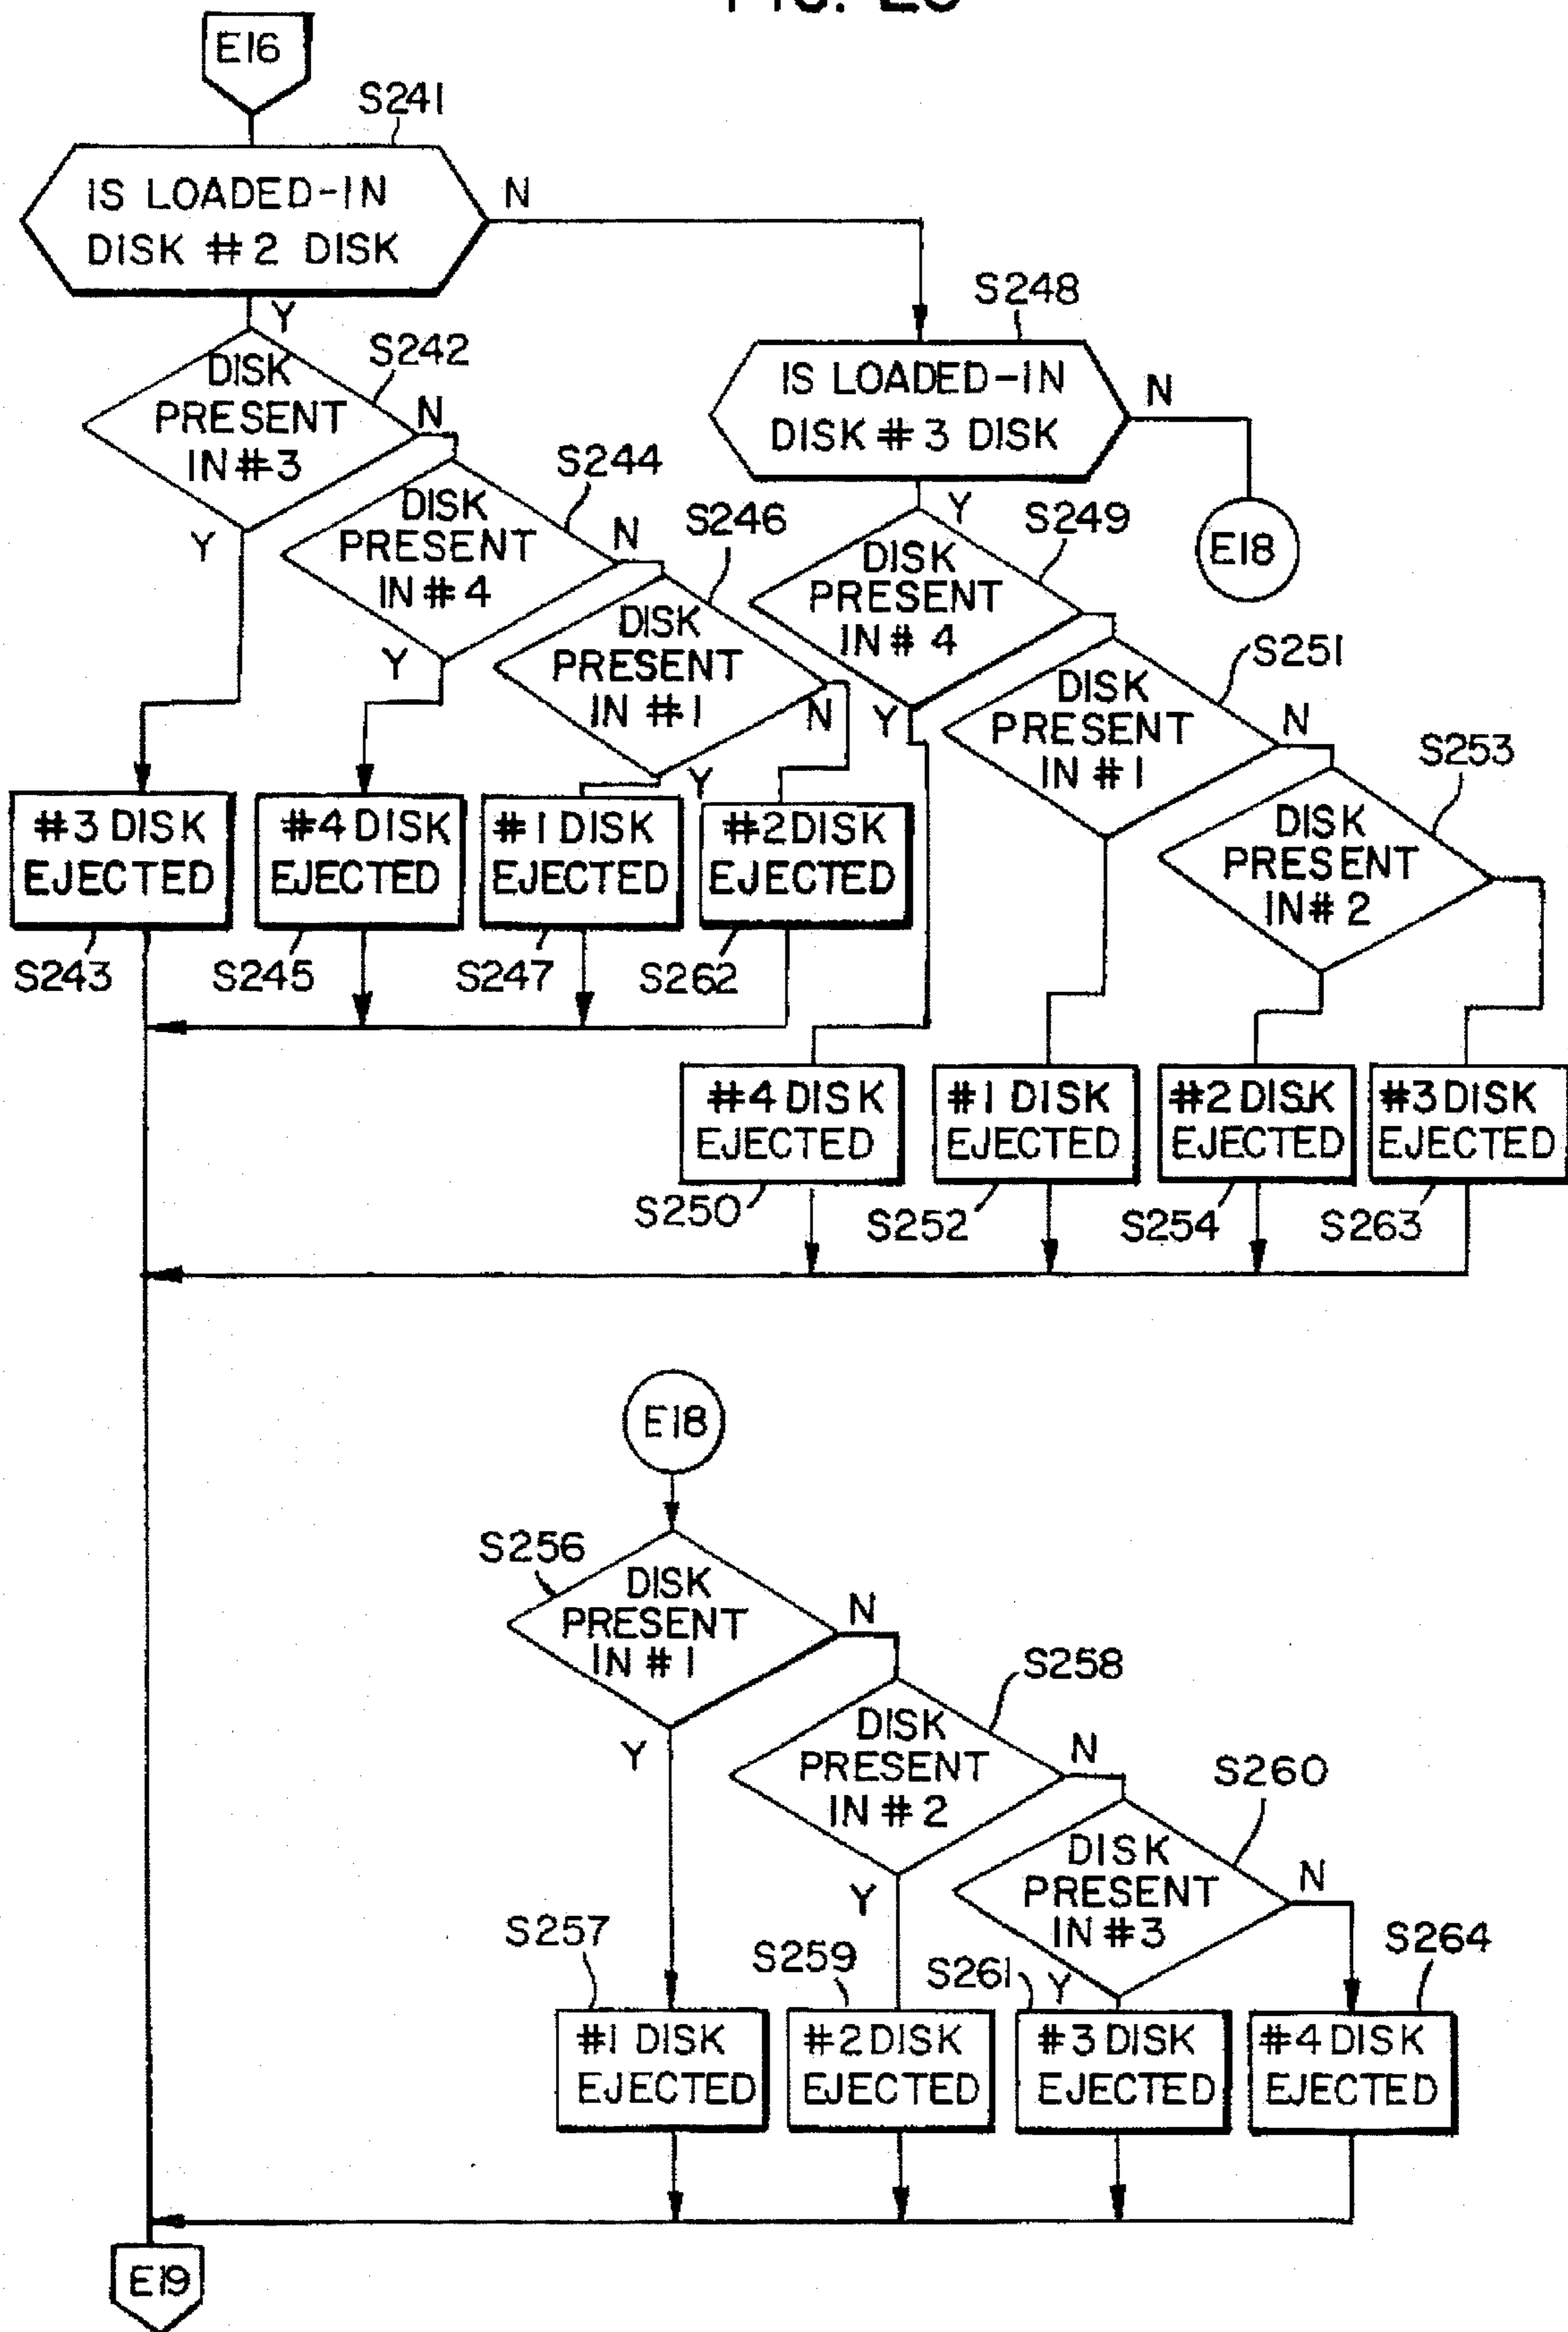 E16
S241
IS LOADED-IN
DISK #2 DISK
N
Y
S248
IS LOADED-IN
DISK #3 DISK
N
E18
DISK
PRESENT
IN #3
S242
N
Y
DISK
PRESENT
IN #4
S244
N
Y
DISK
PRESENT
IN #1
S246
N
Y
Y
DISK
PRESENT
IN #4
S249
Y
DISK
PRESENT
IN #1
S251
N
DISK
PRESENT
IN #2
S253
#3 DISK
EJECTED
S243
#4 DISK
EJECTED
S245
#1 DISK
EJECTED
S247
#2 DISK
EJECTED
S262
#4 DISK
EJECTED
S250
#1 DISK
EJECTED
S252
#2 DISK
EJECTED
S254
#3 DISK
EJECTED
S263
E18
S256
DISK
PRESENT
IN #1
N
Y
S258
DISK
PRESENT
IN #2
N
Y
S260
DISK
PRESENT
IN #3
N
Y
S257
#1 DISK
EJECTED
S259
#2 DISK
EJECTED
S261
#3 DISK
EJECTED
S264
#4 DISK
EJECTED
E19